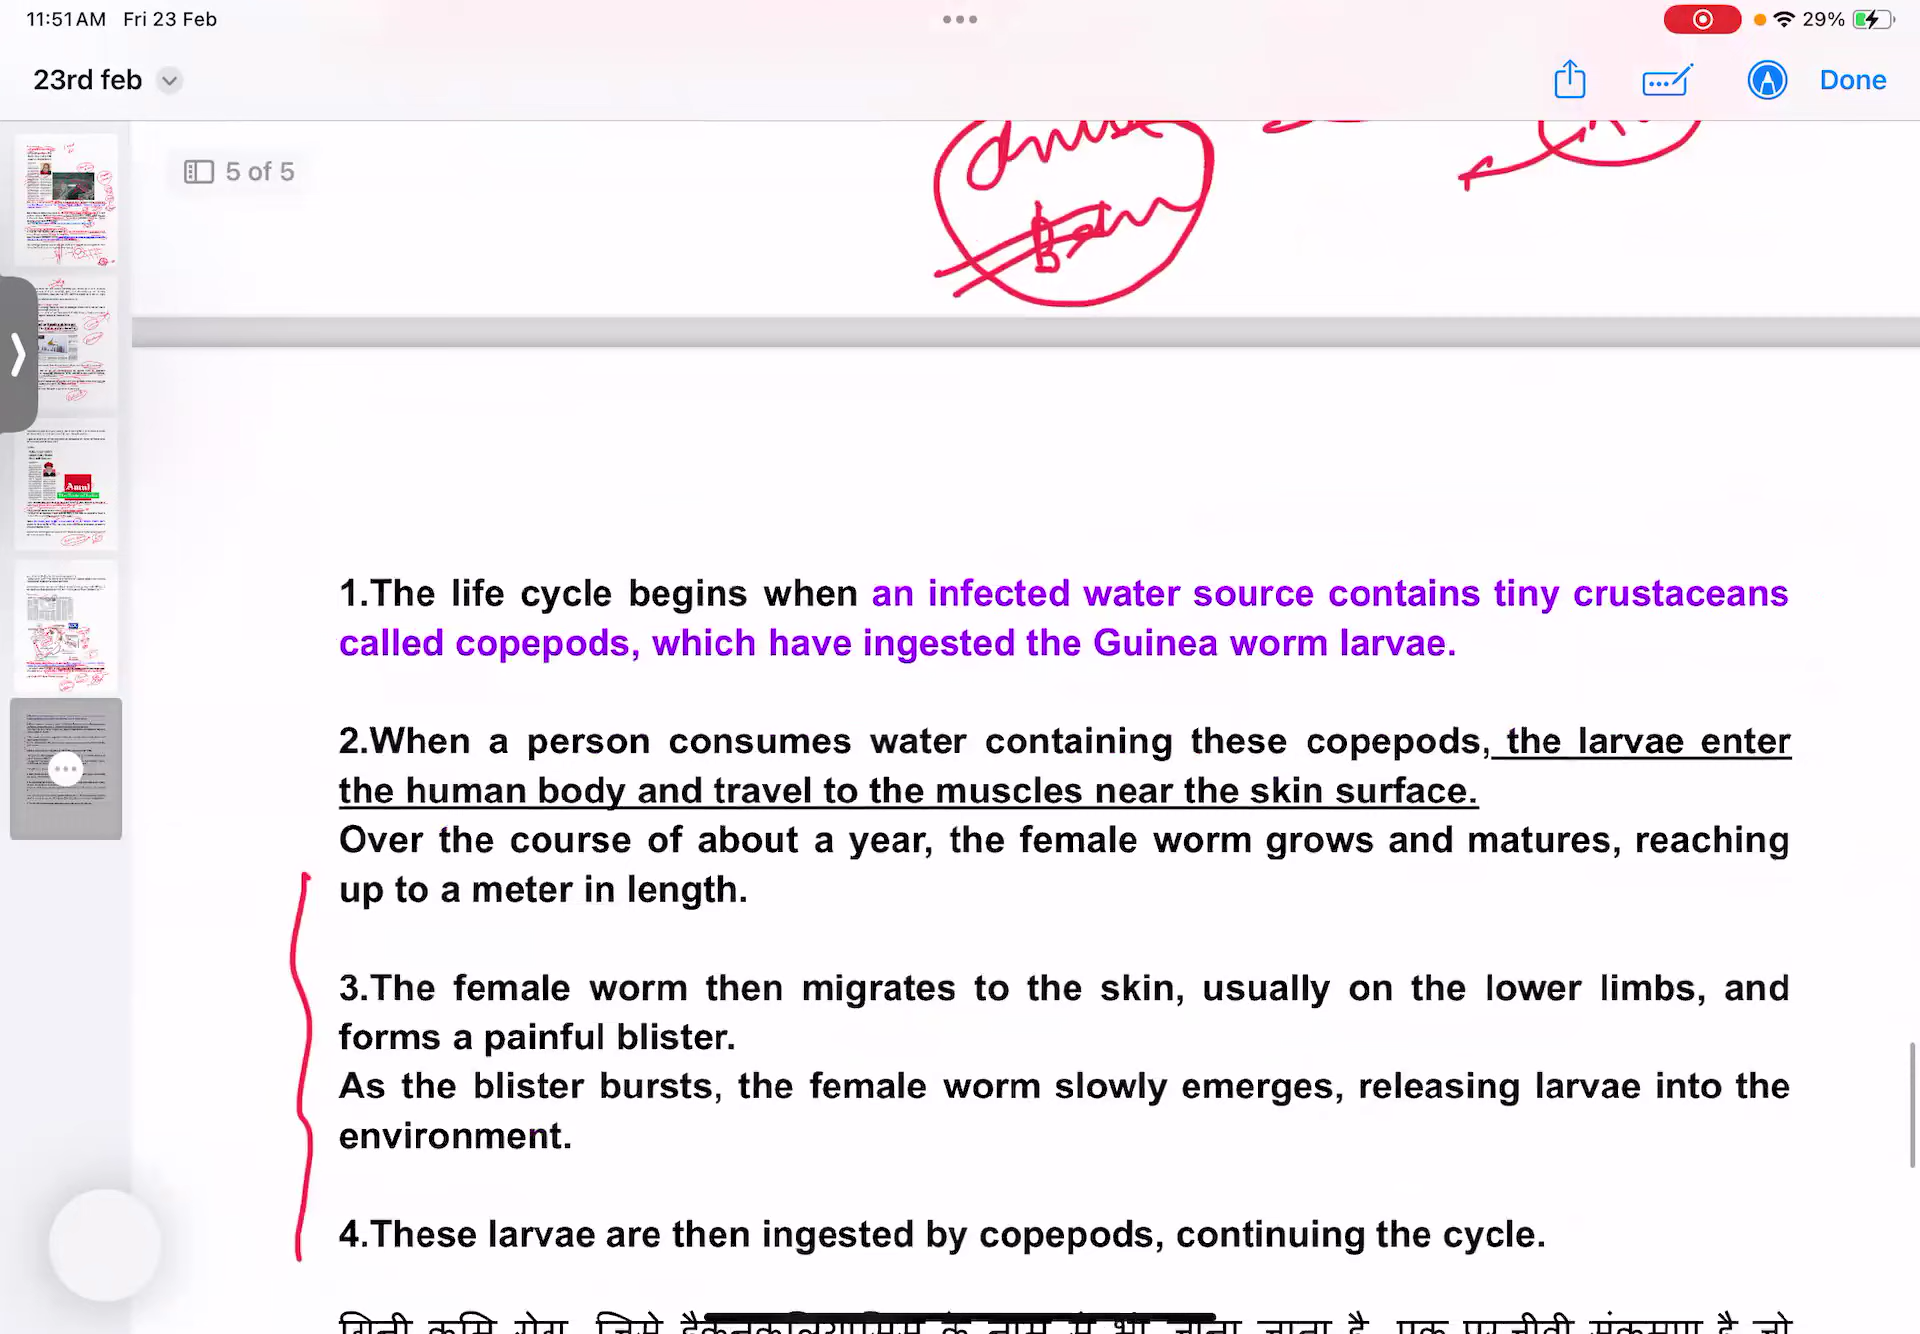 11:51 AM Fri 23 Feb
29%
23rd feb
Done
5 of 5
Amul
1.The life cycle begins when an infected water source contains tiny crustaceans
called copepods, which have ingested the Guinea worm larvae.
2.When a person consumes water containing these copepods, the larvae enter
the human body and travel to the muscles near the skin surface.
Over the course of about a year, the female worm grows and matures, reaching
up to a meter in length.
3.The female worm then migrates to the skin, usually on the lower limbs, and
forms a painful blister.
As the blister bursts, the female worm slowly emerges, releasing larvae into the
environment.
4.These larvae are then ingested by copepods, continuing the cycle.
गिनी कृमि रोग, जिसे के नाम से भी जाना जाता है, एक परजीवी संक्रमण है जो